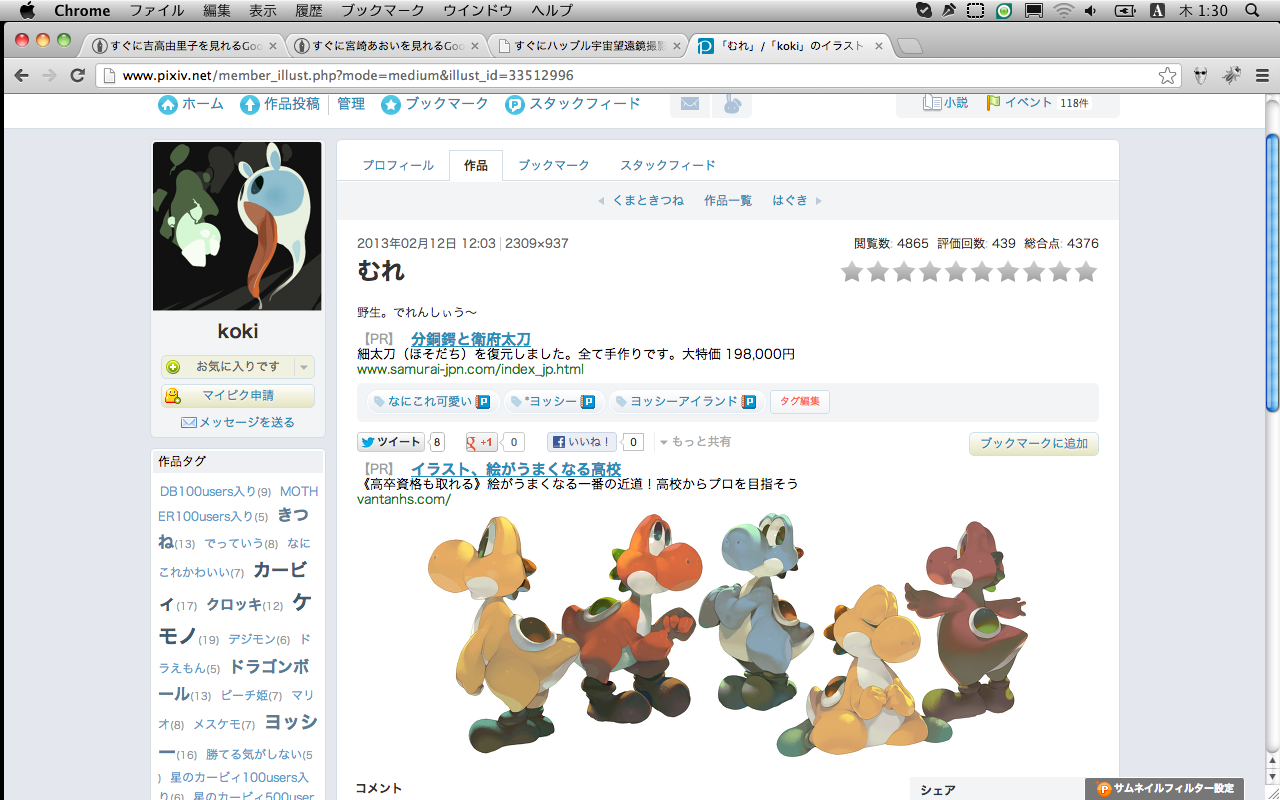 Chrome ファイル 編集 表示 履歴 ブックマーク ウインドウ ヘルプ A 木 1:30
すぐに吉高由里子を見れるGoo すぐに宮崎あおいを見れるGoo すぐにハッブル宇宙望遠鏡撮影 「むれ」/「koki」のイラスト
www.pixiv.net/member_illust.php?mode=medium&illust_id=33512996
ホーム 作品投稿 管理 ブックマーク スタックフィード 小説 イベント 118件
プロフィール 作品 ブックマーク スタックフィード
くまときつね 作品一覧 はぐき
2013年02月12日 12:03 2309×937 閲覧数: 4865 評価回数: 439 総合点: 4376
むれ
野生。でれんしぃう〜
[PR] 分銅鍔と衛府太刀
細太刀（ほそだち）を復元しました。全て手作りです。大特価 198,000円
www.samurai-jpn.com/index_jp.html
なにこれ可愛い *ヨッシー ヨッシーアイランド タグ編集
ツイート 8 +1 0 いいね！ 0 もっと共有 ブックマークに追加
[PR] イラスト、絵がうまくなる高校
《高卒資格も取れる》絵がうまくなる一番の近道！高校からプロを目指そう
vantanhs.com/
koki
お気に入りです
マイピク申請
メッセージを送る
作品タグ
DB100users入り(9) MOTH
ER100users入り(5) きつ
ね(13) でっていう(8) なに
これかわいい(7) カービ
ィ(17) クロッキ(12) ケ
モノ(19) デジモン(6) ド
ラえもん(5) ドラゴンボ
ール(13) ピーチ姫(7) マリ
オ(8) メスケモ(7) ヨッシ
ー(16) 勝てる気がしない(5
) 星のカービィ100users入
り(6) 星のカービィ500user
コメント シェア
サムネイルフィルター設定